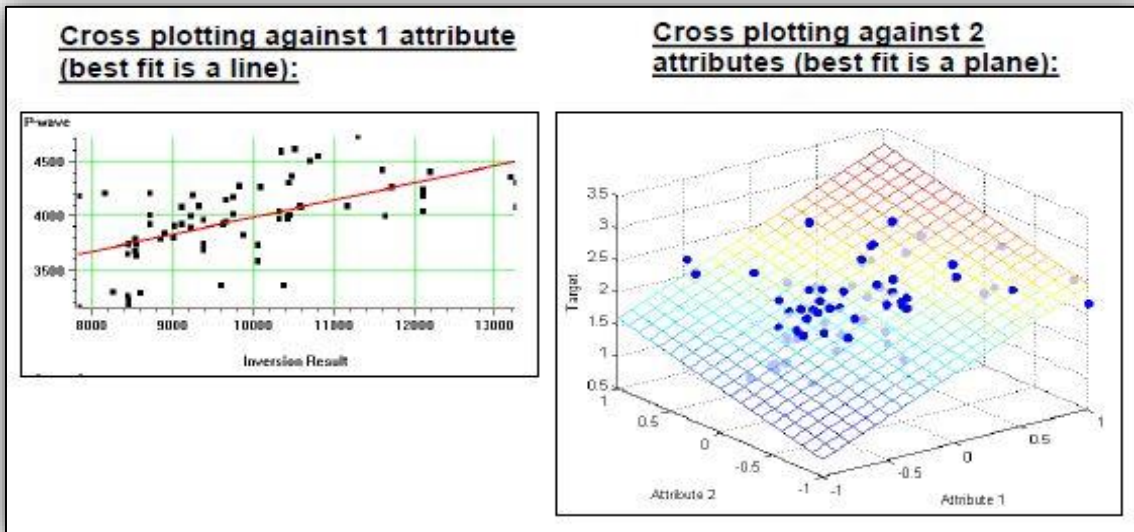 Cross plotting against 1 attribute
(best fit is a line):
P-wave
4500
4000
3500
8000 9000 10000 11000 12000 13000
Inversion Result
Cross plotting against 2
attributes (best fit is a plane):
3.5
3
2.5
2
1.5
1
0.5
Target
1
0.5
0
-0.5
-1
Attribute 2
-1
-0.5
0
0.5
1
Attribute 1